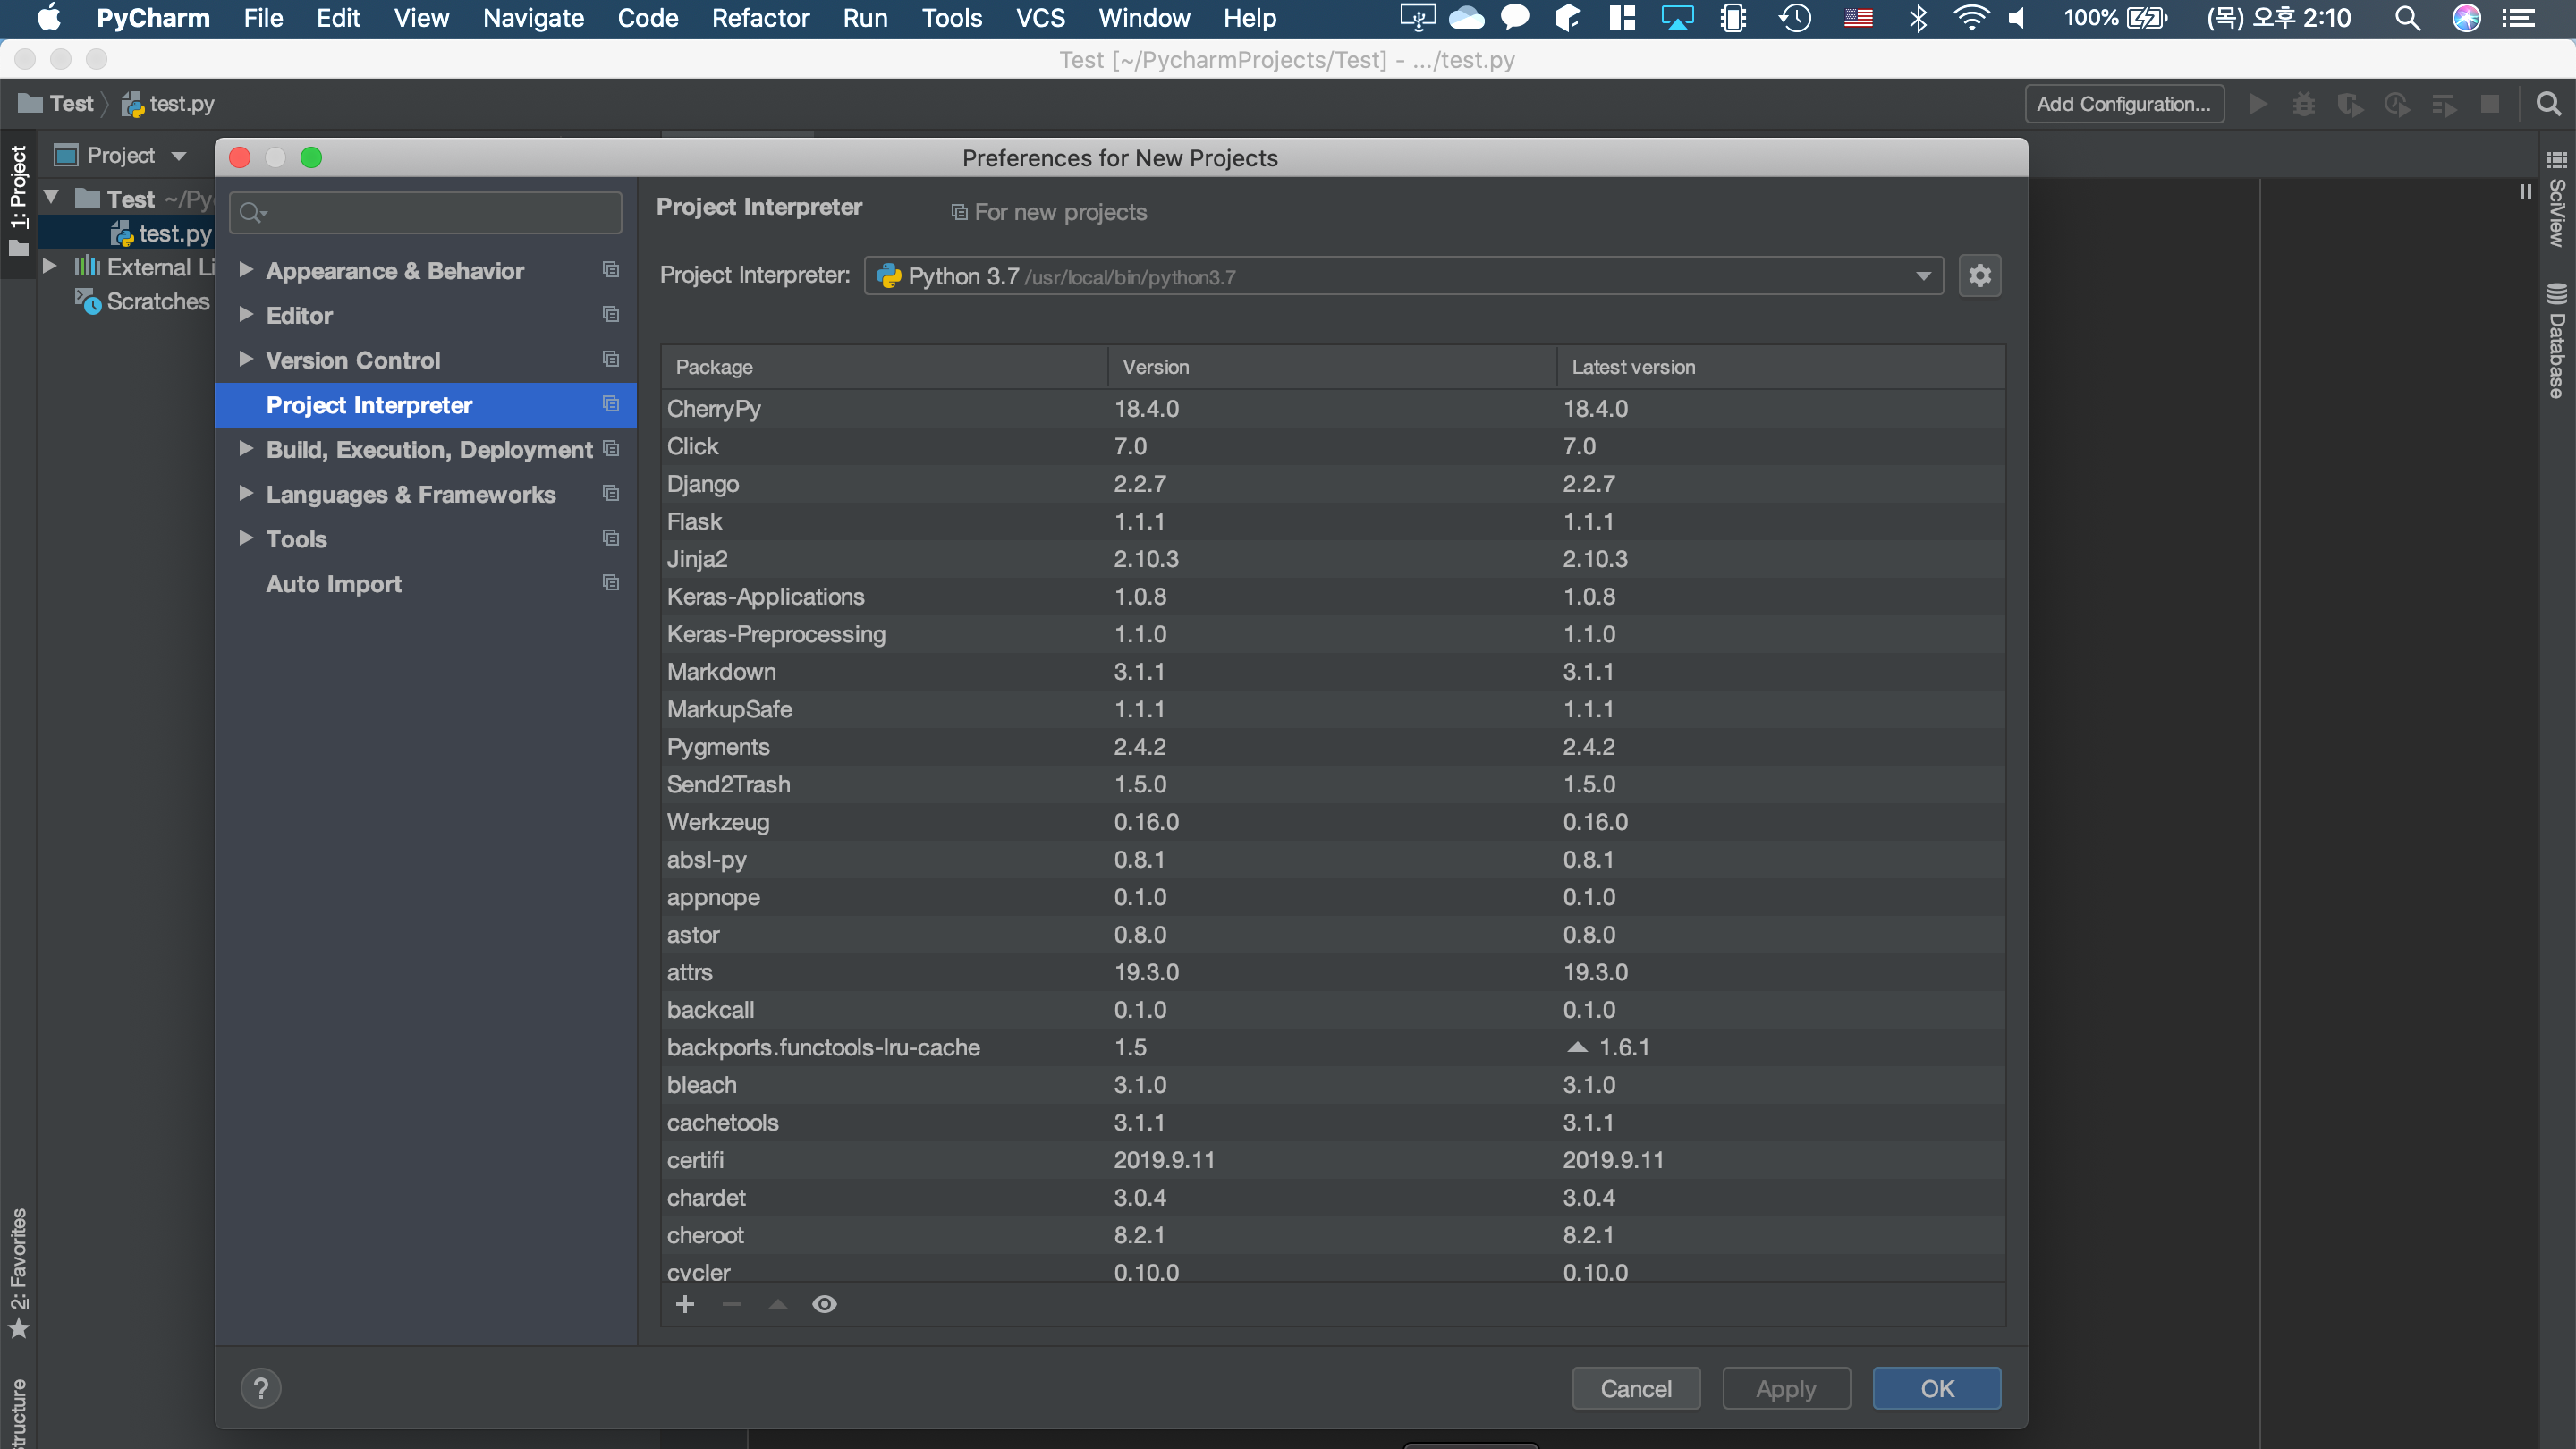 PyCharm File Edit View Navigate Code Refactor Run Tools VCS Window Help 100% (목) 오후 2:10
Test [~/PycharmProjects/Test] - .../test.py
Test test.py Add Configuration...
1: Project
Project
Test ~/Py
test.py
External Li
Scratches
2: Favorites
Structure
SciView
Database
Preferences for New Projects
Appearance & Behavior
Editor
Version Control
Project Interpreter
Build, Execution, Deployment
Languages & Frameworks
Tools
Auto Import
Project Interpreter For new projects
Project Interpreter: Python 3.7 /usr/local/bin/python3.7
Package Version Latest version
CherryPy 18.4.0 18.4.0
Click 7.0 7.0
Django 2.2.7 2.2.7
Flask 1.1.1 1.1.1
Jinja2 2.10.3 2.10.3
Keras-Applications 1.0.8 1.0.8
Keras-Preprocessing 1.1.0 1.1.0
Markdown 3.1.1 3.1.1
MarkupSafe 1.1.1 1.1.1
Pygments 2.4.2 2.4.2
Send2Trash 1.5.0 1.5.0
Werkzeug 0.16.0 0.16.0
absl-py 0.8.1 0.8.1
appnope 0.1.0 0.1.0
astor 0.8.0 0.8.0
attrs 19.3.0 19.3.0
backcall 0.1.0 0.1.0
backports.functools-lru-cache 1.5 1.6.1
bleach 3.1.0 3.1.0
cachetools 3.1.1 3.1.1
certifi 2019.9.11 2019.9.11
chardet 3.0.4 3.0.4
cheroot 8.2.1 8.2.1
cycler 0.10.0 0.10.0
? Cancel Apply OK